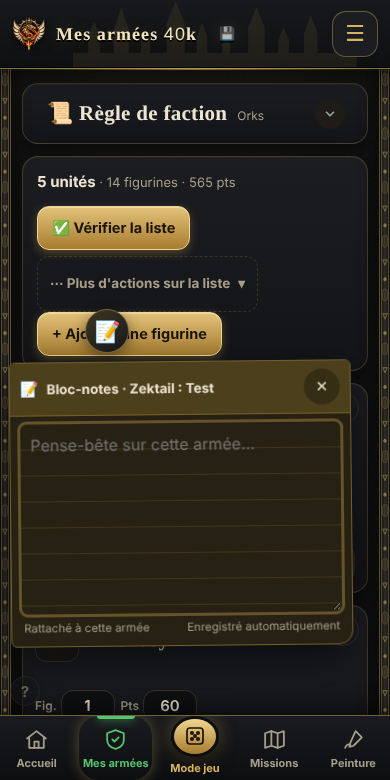 Mes armées 40k
Règle de faction Orks
5 unités · 14 figurines · 565 pts
Vérifier la liste
··· Plus d'actions sur la liste ▾
+ Ajo ne figurine
Bloc-notes · Zektail : Test
Pense-bête sur cette armée...
Rattaché à cette armée Enregistré automatiquement
?
Fig. 1 Pts 60
Accueil Mes armées Mode jeu Missions Peinture